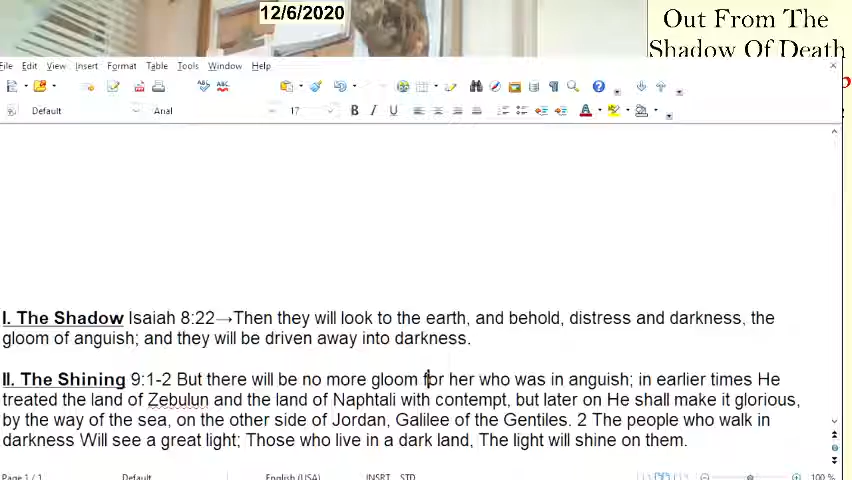 12/6/2020
Out From The
Shadow Of Death
File Edit View Insert Format Table Tools Window Help
Default Arial 17
I. The Shadow Isaiah 8:22→Then they will look to the earth, and behold, distress and darkness, the
gloom of anguish; and they will be driven away into darkness.
II. The Shining 9:1-2 But there will be no more gloom for her who was in anguish; in earlier times He
treated the land of Zebulun and the land of Naphtali with contempt, but later on He shall make it glorious,
by the way of the sea, on the other side of Jordan, Galilee of the Gentiles. 2 The people who walk in
darkness Will see a great light; Those who live in a dark land, The light will shine on them.
Page 1 / 1 Default English (USA) INSRT STD 100 %